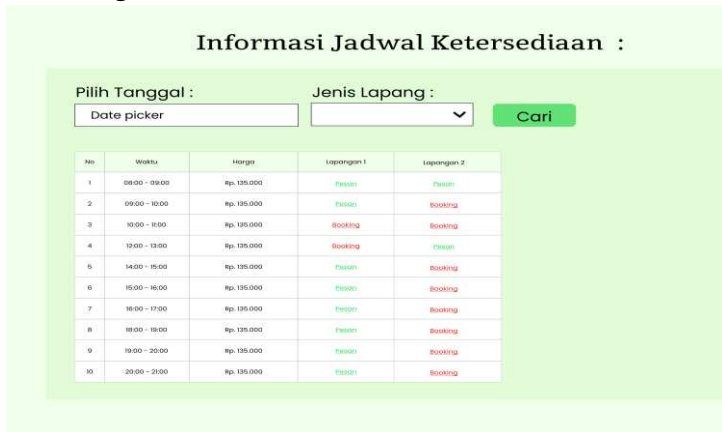 Informasi Jadwal Ketersediaan :
Pilih Tanggal : Jenis Lapang :
Date picker Cari
No Waktu Harga Lapangan 1 Lapangan 2
1 08:00 - 09:00 Rp. 135.000 Pesan Pesan
2 09:00 - 10:00 Rp. 135.000 Pesan Booking
3 10:00 - 11:00 Rp. 135.000 Booking Booking
4 12:00 - 13:00 Rp. 135.000 Booking Pesan
5 14:00 - 15:00 Rp. 135.000 Pesan Booking
6 15:00 - 16:00 Rp. 135.000 Pesan Booking
7 16:00 - 17:00 Rp. 135.000 Pesan Booking
8 18:00 - 19:00 Rp. 135.000 Pesan Booking
9 19:00 - 20:00 Rp. 135.000 Pesan Booking
10 20:00 - 21:00 Rp. 135.000 Pesan Booking